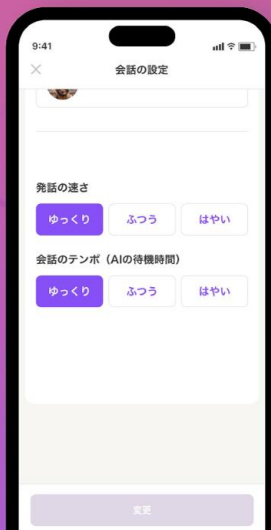 9:41
会話の設定
発話の速さ
ゆっくり ふつう はやい
会話のテンポ（AIの待機時間）
ゆっくり ふつう はやい
変更